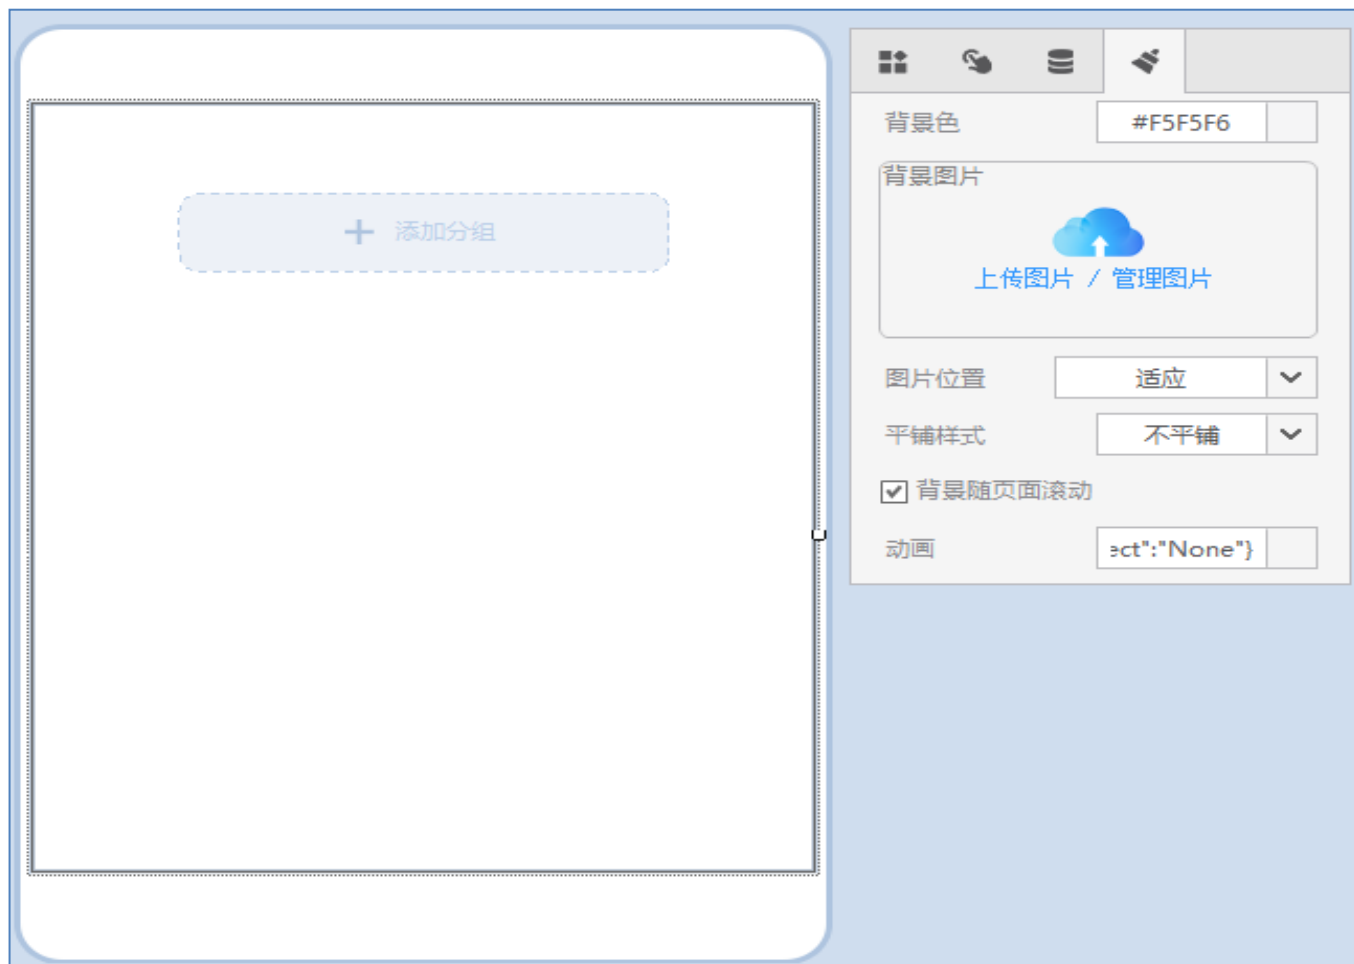 添加分组
背景色
#F5F5F6
背景图片
上传图片 / 管理图片
图片位置
适应
平铺样式
不平铺
背景随页面滚动
动画
ect":"None"}